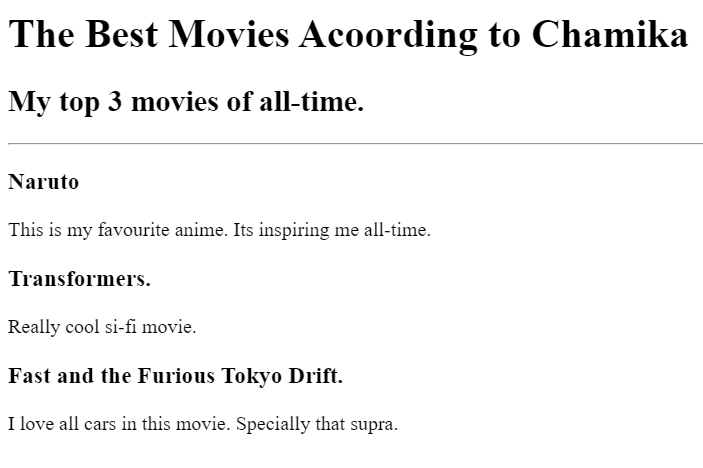 The Best Movies Acoording to Chamika
My top 3 movies of all-time.
Naruto
This is my favourite anime. Its inspiring me all-time.
Transformers.
Really cool si-fi movie.
Fast and the Furious Tokyo Drift.
I love all cars in this movie. Specially that supra.